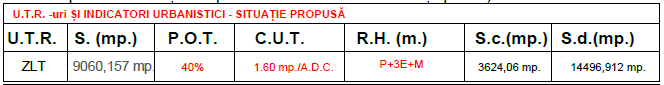 U.T.R. -uri ȘI INDICATORI URBANISTICI - SITUAȚIE PROPUSĂ
U.T.R. S. (mp.) P.O.T. C.U.T. R.H. (m.) S.c.(mp.) S.d.(mp.)
ZLT 9060,157 mp. 40% 1.60 mp./A.D.C. P+3E+M 3624,06 mp. 14496,912 mp.